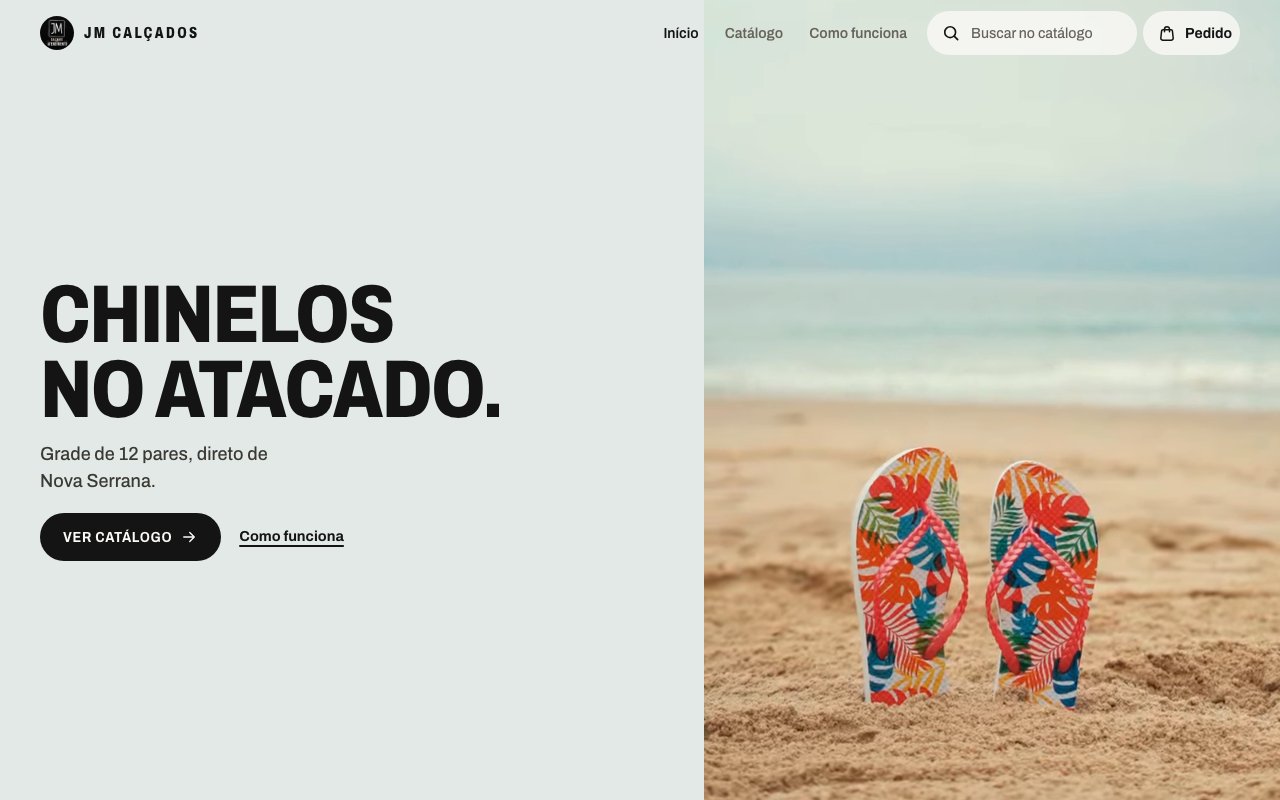 JM CALÇADOS
Início
Catálogo
Como funciona
Buscar no catálogo
Pedido
CHINELOS
NO ATACADO.
Grade de 12 pares, direto de
Nova Serrana.
VER CATÁLOGO →
Como funciona